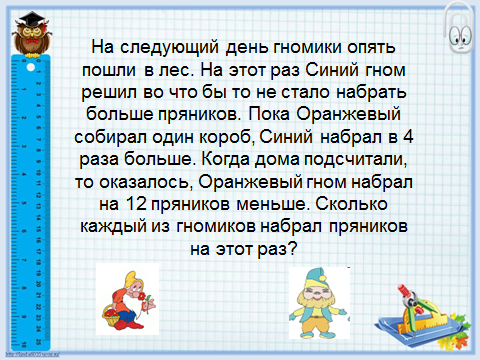 На следующий день гномики опять
пошли в лес. На этот раз Синий гном
решил во что бы то не стало набрать
больше пряников. Пока Оранжевый
собирал один короб, Синий набрал в 4
раза больше. Когда дома подсчитали,
то оказалось, Оранжевый гном набрал
на 12 пряников меньше. Сколько
каждый из гномиков набрал пряников
на этот раз?